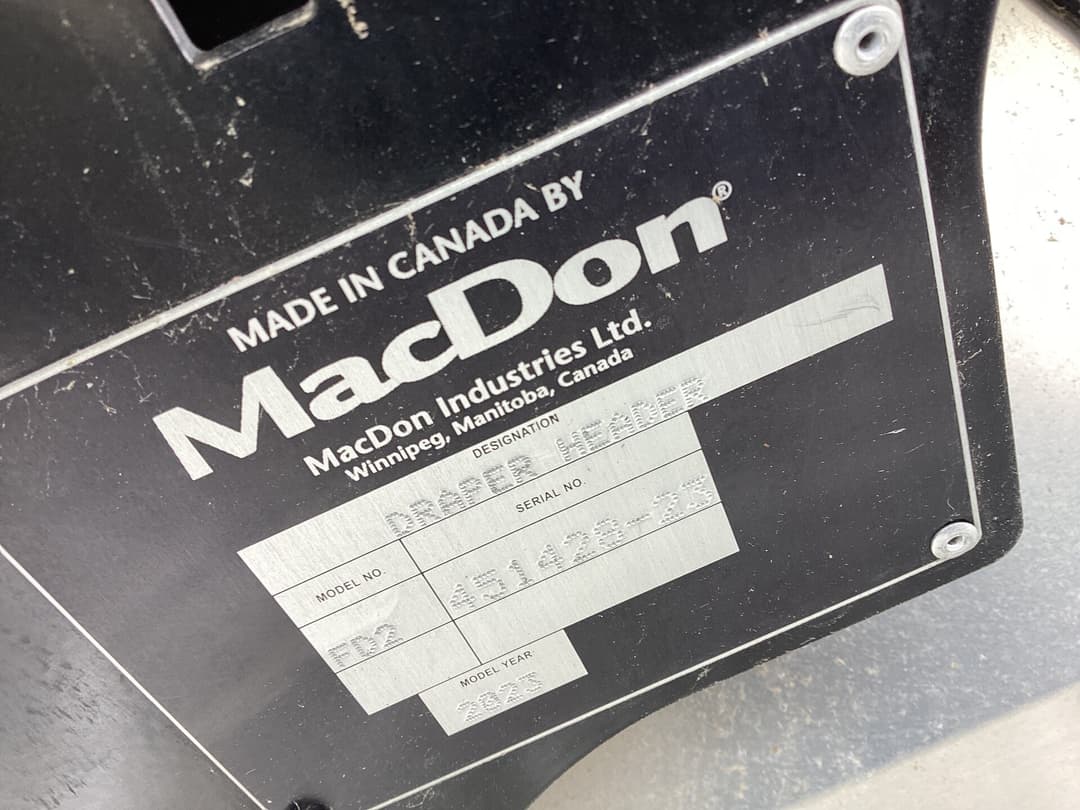 MADE IN CANADA BY
MacDon®
MacDon Industries Ltd.
Winnipeg, Manitoba, Canada
DESIGNATION
DRAPER HEADER
MODEL NO.
SERIAL NO.
FD2
451428-23
MODEL YEAR
2023